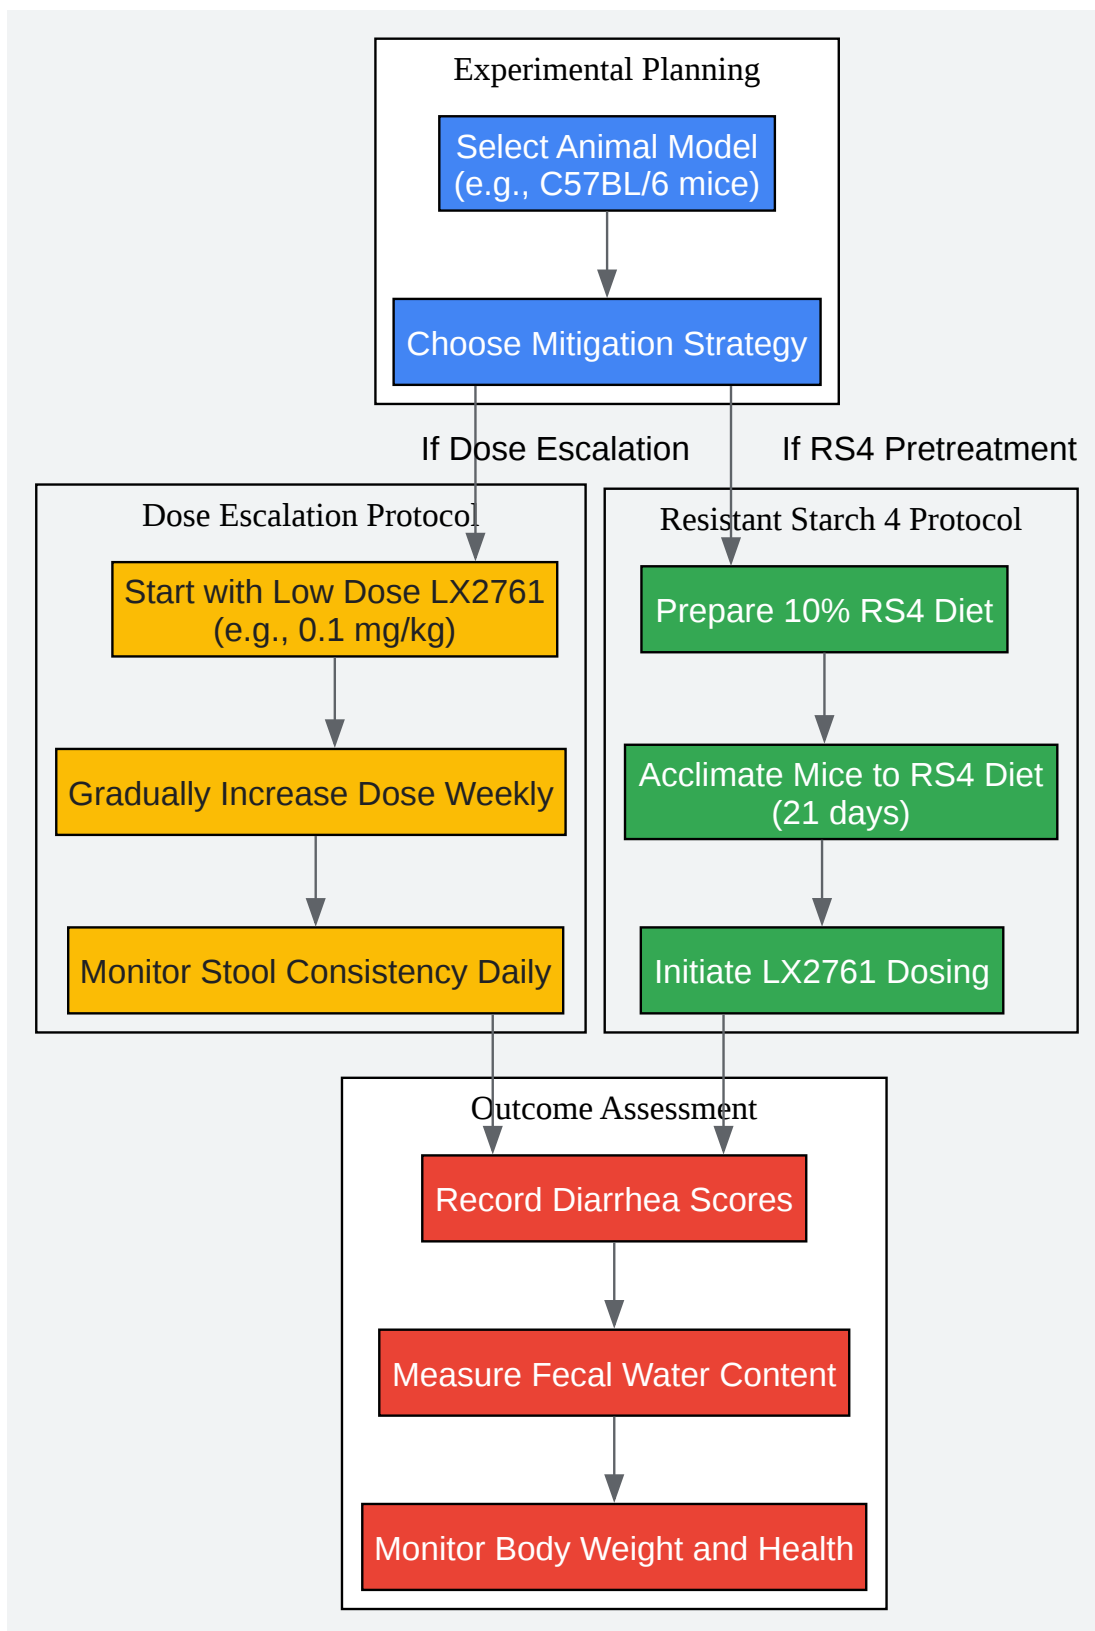 Experimental Planning
Select Animal Model
(e.g., C57BL/6 mice)
Choose Mitigation Strategy
If Dose Escalation
If RS4 Pretreatment
Dose Escalation Protocol
Start with Low Dose LX2761
(e.g., 0.1 mg/kg)
Gradually Increase Dose Weekly
Monitor Stool Consistency Daily
Resistant Starch 4 Protocol
Prepare 10% RS4 Diet
Acclimate Mice to RS4 Diet
(21 days)
Initiate LX2761 Dosing
Outcome Assessment
Record Diarrhea Scores
Measure Fecal Water Content
Monitor Body Weight and Health